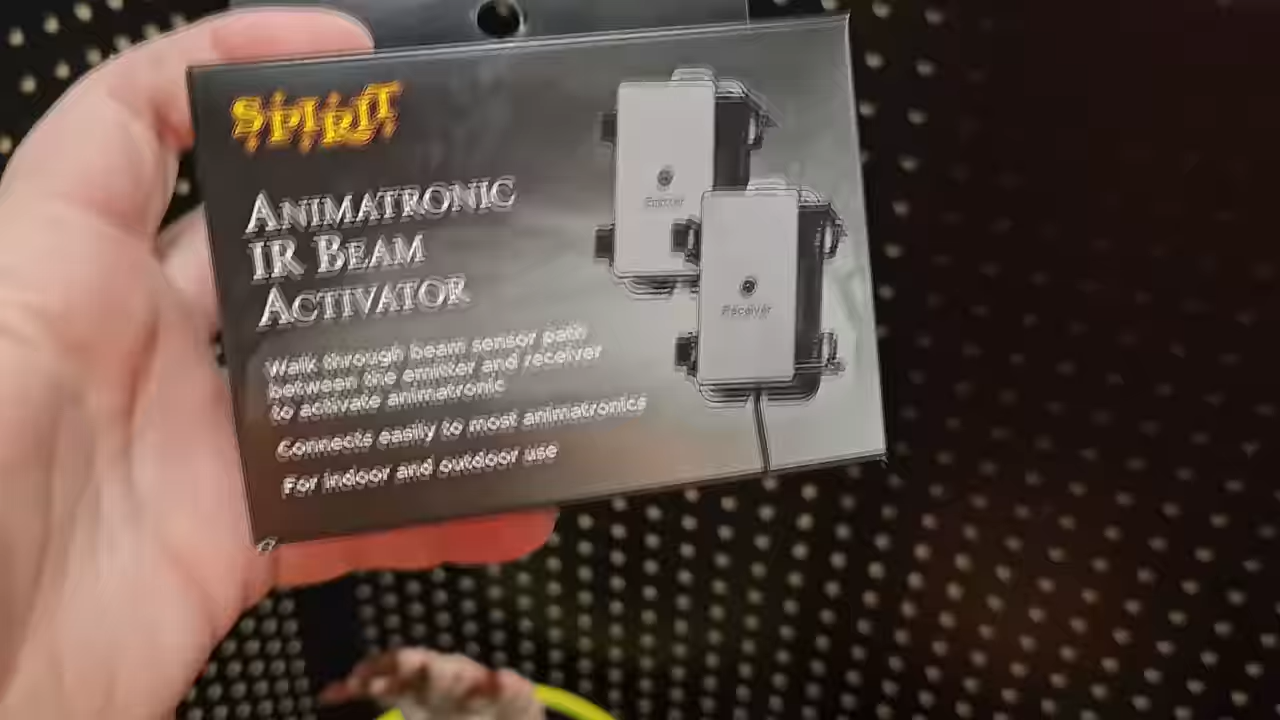 SPIRIT
ANIMATRONIC
IR BEAM
ACTIVATOR
Walk through beam sensor path
between the emitter and receiver
to activate animatronic
Connects easily to most animatronics
For indoor and outdoor use
Emitter
Receiver